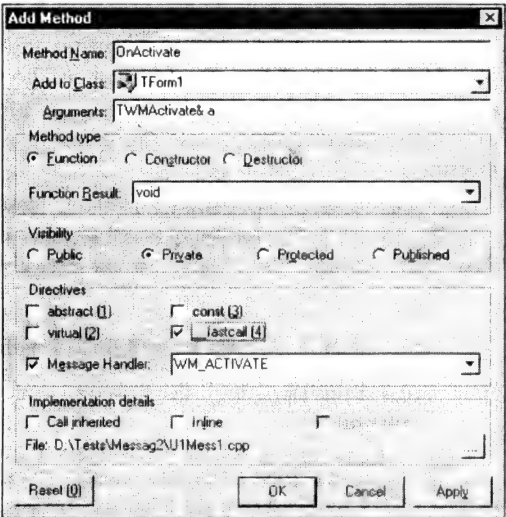 Add Method
Method Name: OnActivate
Add to Class: TForm1
Arguments: TWMActivate& a
Method type
Function Constructor Destructor
Function Result: void
Visibility
Public Private Protected Published
Directives
abstract (1) const (3)
virtual (2) __fastcall (4)
Message Handler: WM_ACTIVATE
Implementation details
Call inherited Inline
File: D:\Tests\Messag2\U1Mess1.cpp ...
Reset (0) OK Cancel Apply